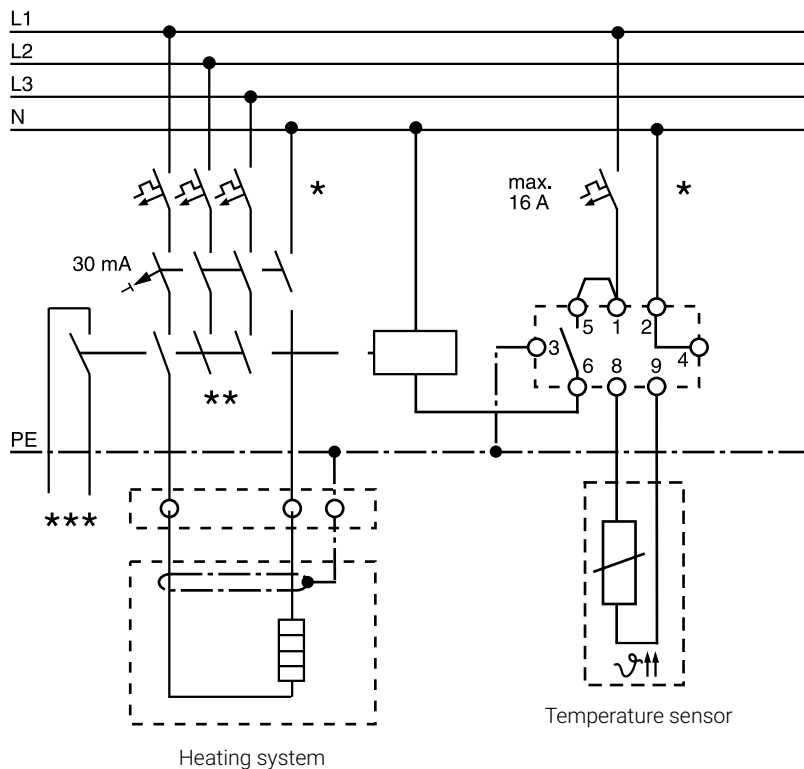 L1
L2
L3
N
*
max.
16 A
*
30 mA
5 1 2
3
4
6 8 9
**
PE
***
ϑ
Temperature sensor
Heating system